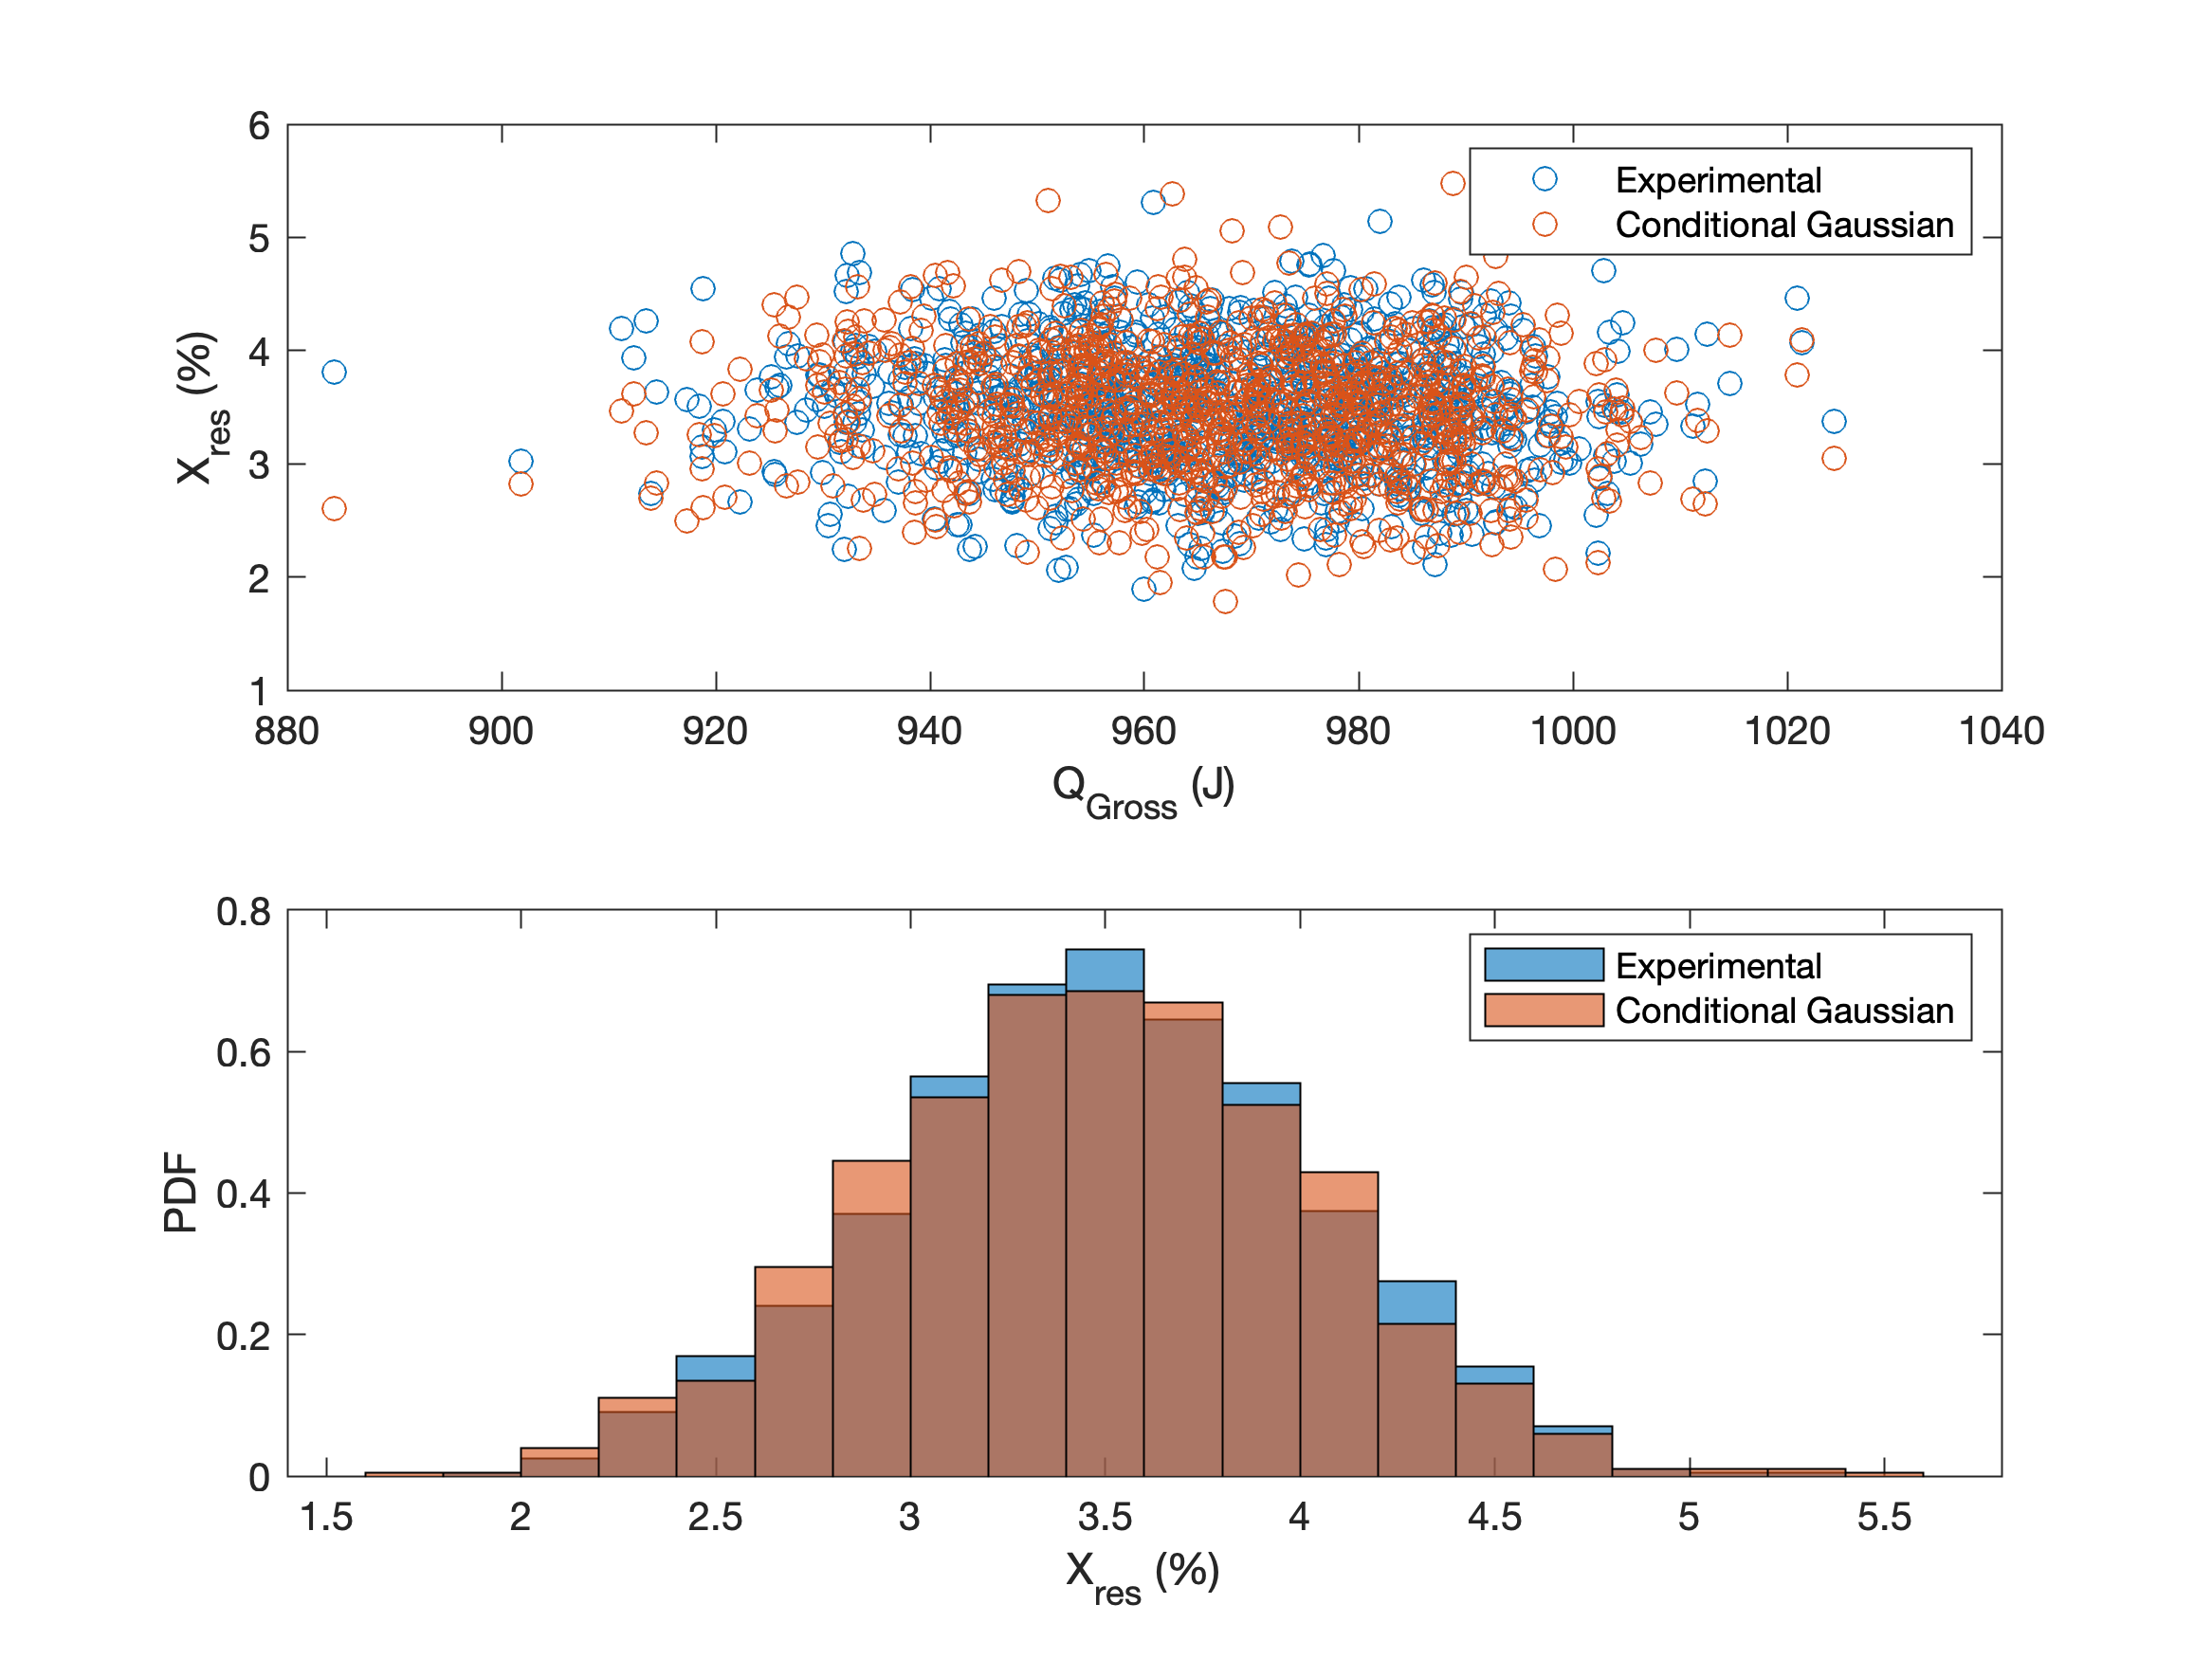 6
5
4
3
2
1
X_res (%)
Experimental
Conditional Gaussian
880 900 920 940 960 980 1000 1020 1040
Q_Gross (J)
0.8
0.6
0.4
0.2
0
PDF
Experimental
Conditional Gaussian
1.5 2 2.5 3 3.5 4 4.5 5 5.5
X_res (%)